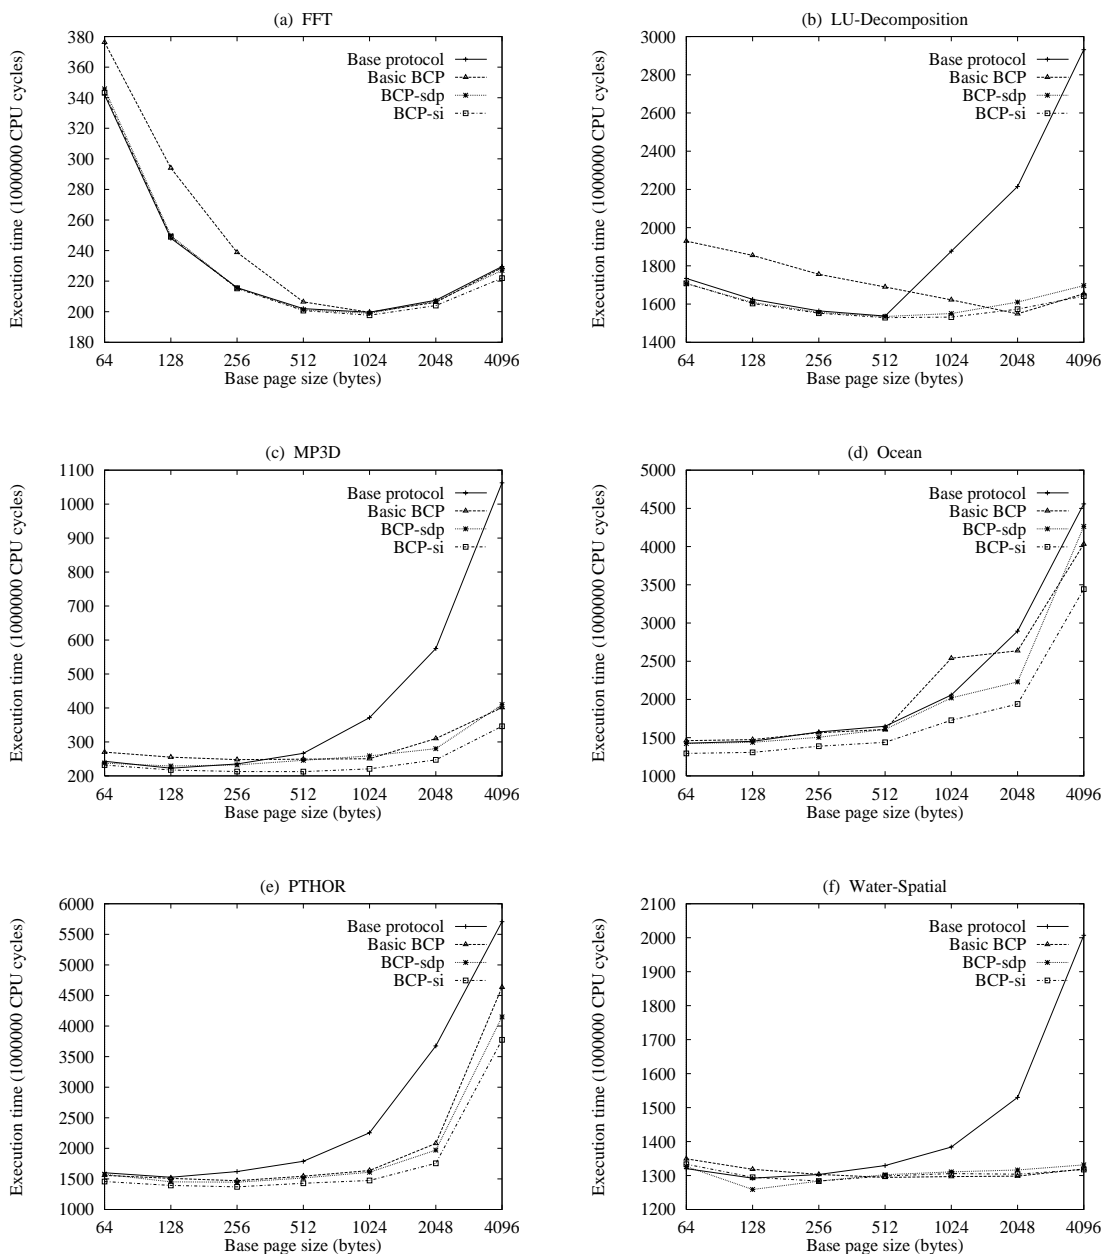 (a) FFT
Execution time (1000000 CPU cycles)
380
360
340
320
300
280
260
240
220
200
180
Base protocol
Basic BCP
BCP-sdp
BCP-si
64 128 256 512 1024 2048 4096
Base page size (bytes)
(b) LU-Decomposition
Execution time (1000000 CPU cycles)
3000
2800
2600
2400
2200
2000
1800
1600
1400
Base protocol
Basic BCP
BCP-sdp
BCP-si
64 128 256 512 1024 2048 4096
Base page size (bytes)
(c) MP3D
Execution time (1000000 CPU cycles)
1100
1000
900
800
700
600
500
400
300
200
Base protocol
Basic BCP
BCP-sdp
BCP-si
64 128 256 512 1024 2048 4096
Base page size (bytes)
(d) Ocean
Execution time (1000000 CPU cycles)
5000
4500
4000
3500
3000
2500
2000
1500
1000
Base protocol
Basic BCP
BCP-sdp
BCP-si
64 128 256 512 1024 2048 4096
Base page size (bytes)
(e) PTHOR
Execution time (1000000 CPU cycles)
6000
5500
5000
4500
4000
3500
3000
2500
2000
1500
1000
Base protocol
Basic BCP
BCP-sdp
BCP-si
64 128 256 512 1024 2048 4096
Base page size (bytes)
(f) Water-Spatial
Execution time (1000000 CPU cycles)
2100
2000
1900
1800
1700
1600
1500
1400
1300
1200
Base protocol
Basic BCP
BCP-sdp
BCP-si
64 128 256 512 1024 2048 4096
Base page size (bytes)